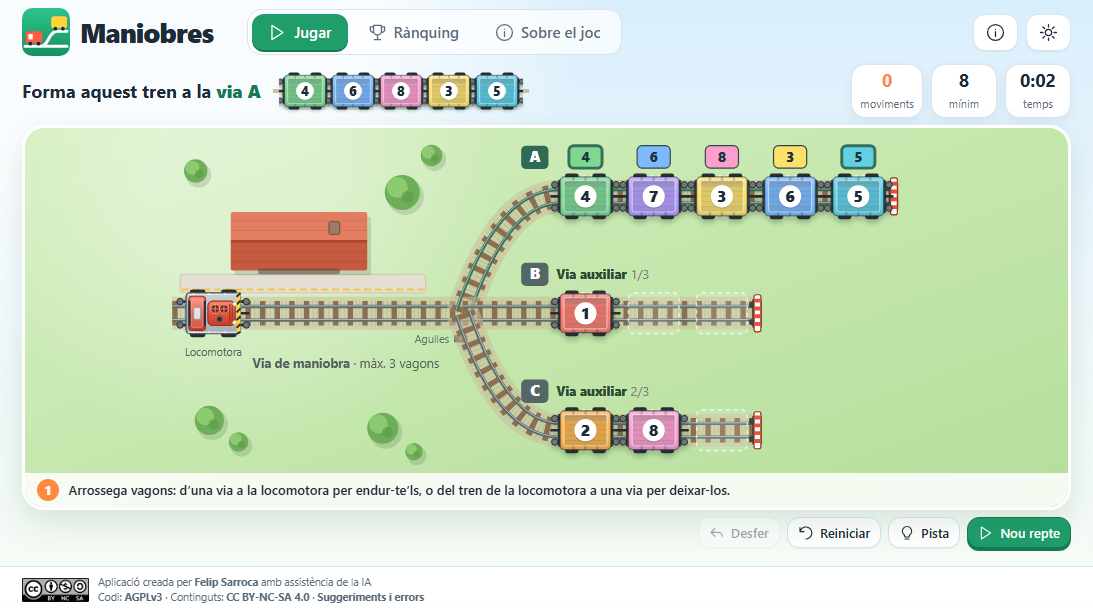 Maniobres
Jugar
Rànquing
Sobre el joc
Forma aquest tren a la via A
4 6 8 3 5
0
moviments
8
mínim
0:02
temps
A 4 6 8 3 5
4 7 3 6 5
B Via auxiliar 1/3
1
Locomotora
Agulles
Via de maniobra · màx. 3 vagons
C Via auxiliar 2/3
2 8
1 Arrossega vagons: d’una via a la locomotora per endur-te’ls, o del tren de la locomotora a una via per deixar-los.
Desfer
Reiniciar
Pista
Nou repte
cc BY NC SA
Aplicació creada per Felip Sarroca amb assistència de la IA
Codi: AGPLv3 · Continguts: CC BY-NC-SA 4.0 · Suggeriments i errors